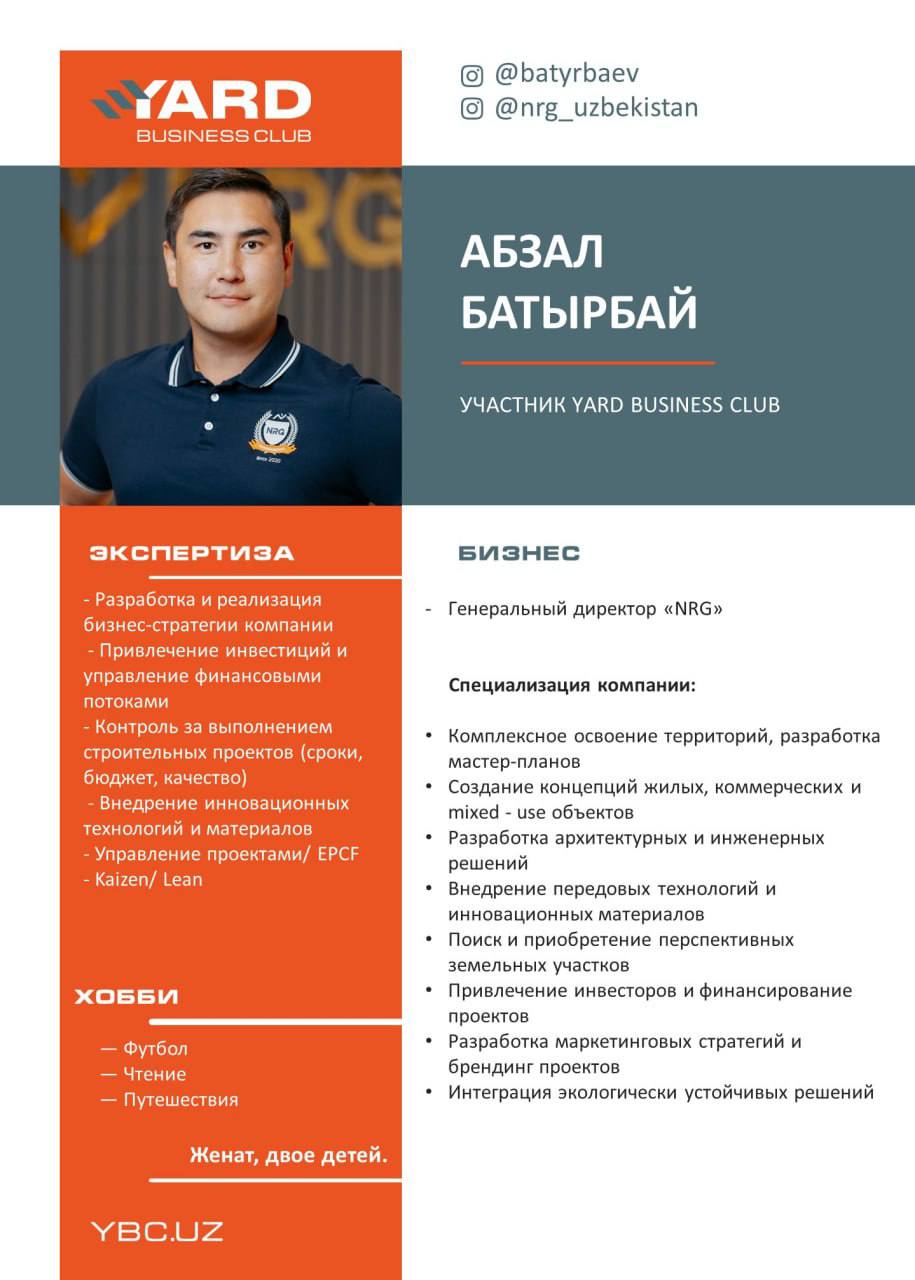 YARD
BUSINESS CLUB
@batyrbaev
@nrg_uzbekistan
NRG
АБЗАЛ
БАТЫРБАЙ
УЧАСТНИК YARD BUSINESS CLUB
NRG
since 2020
ЭКСПЕРТИЗА
- Разработка и реализация
бизнес-стратегии компании
- Привлечение инвестиций и
управление финансовыми
потоками
- Контроль за выполнением
строительных проектов (сроки,
бюджет, качество)
- Внедрение инновационных
технологий и материалов
- Управление проектами/ EPCF
- Kaizen/ Lean
ХОББИ
— Футбол
— Чтение
— Путешествия
Женат, двое детей.
YBC.UZ
БИЗНЕС
- Генеральный директор «NRG»
Специализация компании:
• Комплексное освоение территорий, разработка
мастер-планов
• Создание концепций жилых, коммерческих и
mixed - use объектов
• Разработка архитектурных и инженерных
решений
• Внедрение передовых технологий и
инновационных материалов
• Поиск и приобретение перспективных
земельных участков
• Привлечение инвесторов и финансирование
проектов
• Разработка маркетинговых стратегий и
брендинг проектов
• Интеграция экологически устойчивых решений